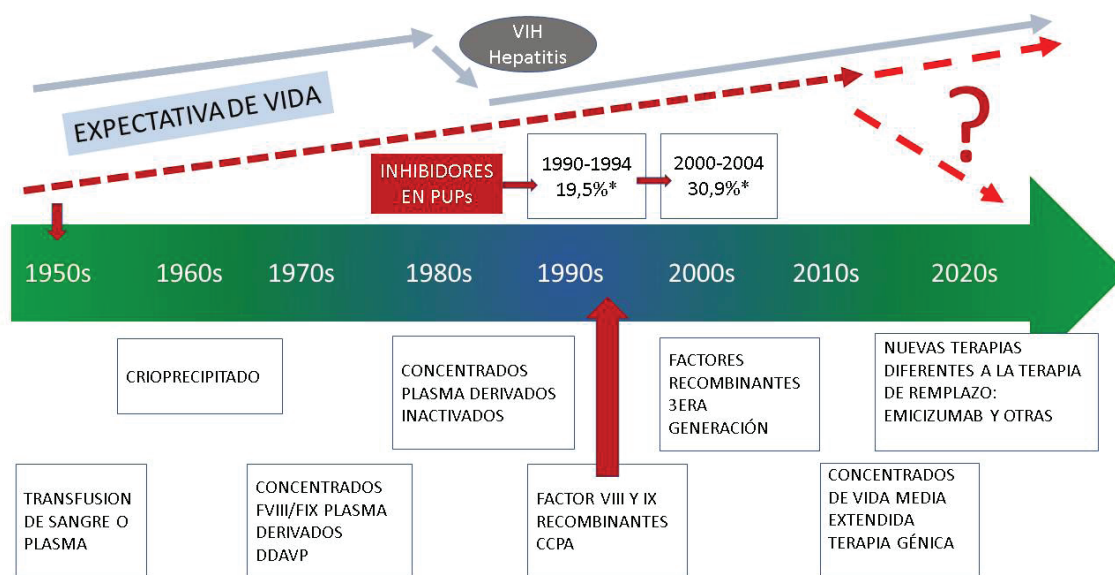 VIH
Hepatitis
EXPECTATIVA DE VIDA
?
INHIBIDORES
EN PUPs
1990-1994
19,5%*
2000-2004
30,9%*
1950s
1960s
1970s
1980s
1990s
2000s
2010s
2020s
CRIOPRECIPITADO
CONCENTRADOS
PLASMA DERIVADOS
INACTIVADOS
FACTORES
RECOMBINANTES
3ERA
GENERACIÓN
NUEVAS TERAPIAS
DIFERENTES A LA TERAPIA
DE REMPLAZO:
EMICIZUMAB Y OTRAS
TRANSFUSION
DE SANGRE O
PLASMA
CONCENTRADOS
FVIII/FIX PLASMA
DERIVADOS
DDAVP
FACTOR VIII Y IX
RECOMBINANTES
CCPA
CONCENTRADOS
DE VIDA MEDIA
EXTENDIDA
TERAPIA GÉNICA